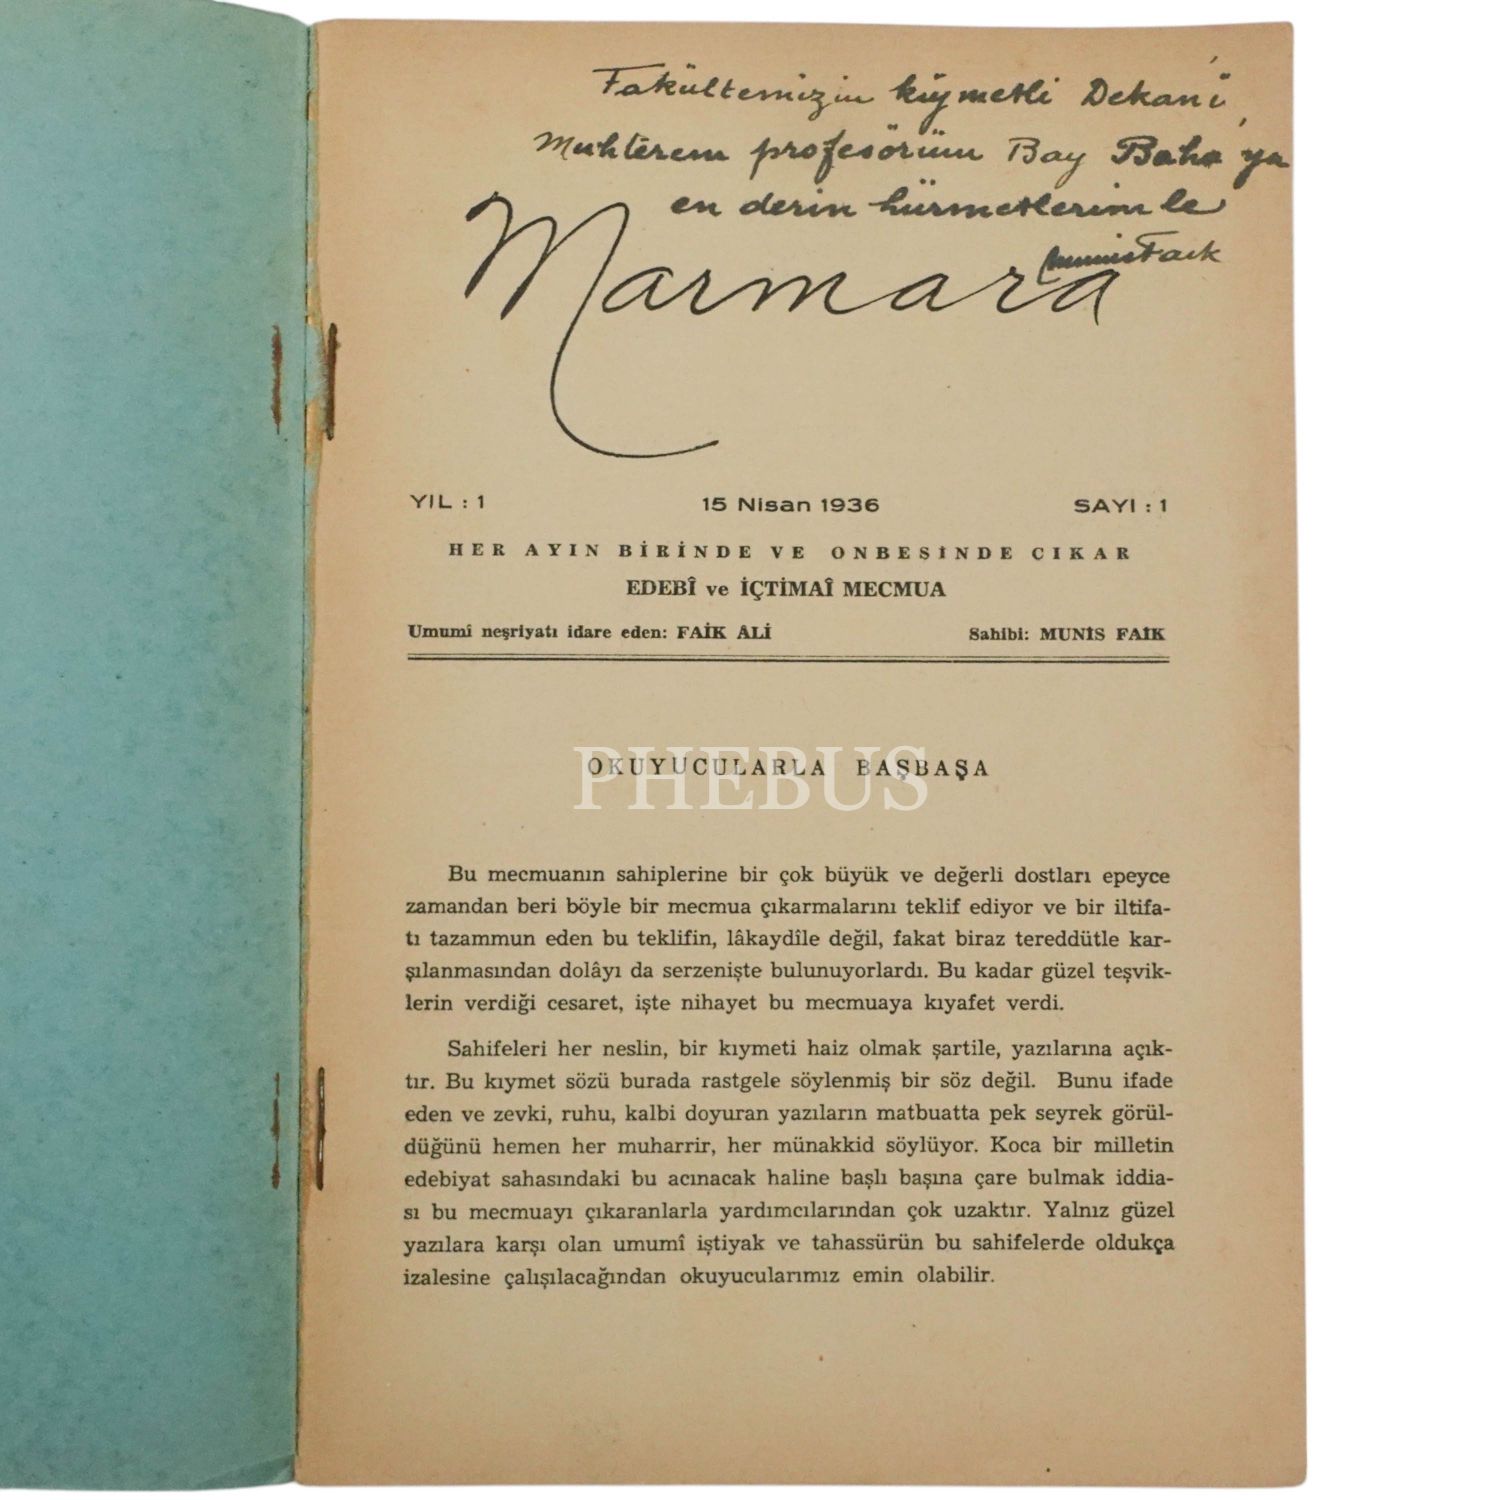 Fakültemizin kıymetli Dekanı,
Muhterem profesörüm Bay Baha'ya
en derin hürmetlerimle
Munis Faik
Marmara
YIL : 1 15 Nisan 1936 SAYI : 1
HER AYIN BİRİNDE VE ONBESİNDE CIKAR
EDEBÎ ve İÇTİMAÎ MECMUA
Umumî neşriyatı idare eden: FAİK ÂLİ Sahibi: MUNİS FAİK
OKUYUCULARLA BAŞBAŞA
PHEBUS
Bu mecmuanın sahiplerine bir çok büyük ve değerli dostları epeyce
zamandan beri böyle bir mecmua çıkarmalarını teklif ediyor ve bir iltifa-
tı tazammun eden bu teklifin, lâkaydîle değil, fakat biraz tereddütle kar-
şılanmasından dolâyı da serzenişte bulunuyorlardı. Bu kadar güzel teşvik-
lerin verdiği cesaret, işte nihayet bu mecmuaya kıyafet verdi.
Sahifeleri her neslin, bir kıymeti haiz olmak şartile, yazılarına açık-
tır. Bu kıymet sözü burada rastgele söylenmiş bir söz değil. Bunu ifade
eden ve zevki, ruhu, kalbi doyuran yazıların matbuatta pek seyrek görül-
düğünü hemen her muharrir, her münakkid söylüyor. Koca bir milletin
edebiyat sahasındaki bu acınacak haline başlı başına çare bulmak iddia-
sı bu mecmuayı çıkaranlarla yardımcılarından çok uzaktır. Yalnız güzel
yazılara karşı olan umumî iştiyak ve tahassürün bu sahifelerde oldukça
izalesine çalışılacağından okuyucularımız emin olabilir.